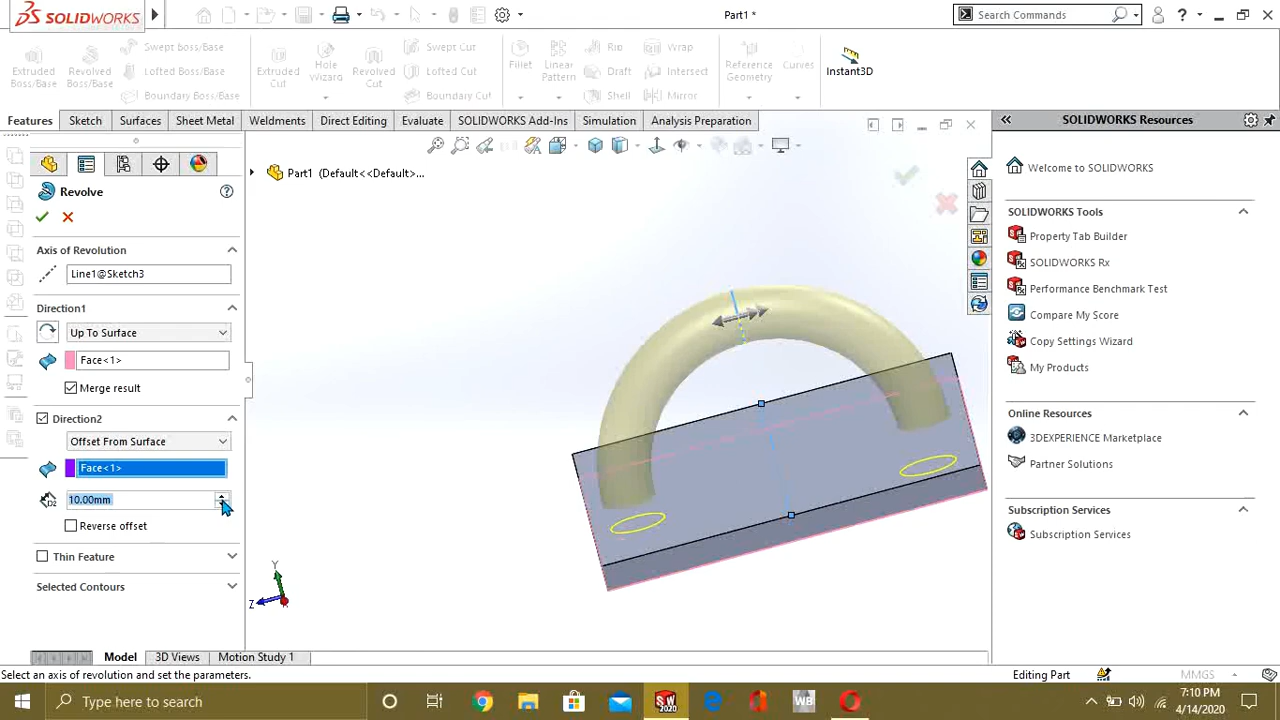 SOLIDWORKS
Part1 *
Search Commands
?
Extruded Boss/Base
Revolved Boss/Base
Swept Boss/Base
Lofted Boss/Base
Boundary Boss/Base
Extruded Cut
Hole Wizard
Revolved Cut
Swept Cut
Lofted Cut
Boundary Cut
Fillet
Linear Pattern
Rib
Draft
Shell
Wrap
Intersect
Mirror
Reference Geometry
Curves
Instant3D
Features
Sketch
Surfaces
Sheet Metal
Weldments
Direct Editing
Evaluate
SOLIDWORKS Add-Ins
Simulation
Analysis Preparation
Part1 (Default<<Default>...
Revolve
?
Axis of Revolution
Line1@Sketch3
Direction1
Up To Surface
Face<1>
Merge result
Direction2
Offset From Surface
Face<1>
D2
10.00mm
Reverse offset
Thin Feature
Selected Contours
Y
Z
SOLIDWORKS Resources
Welcome to SOLIDWORKS
SOLIDWORKS Tools
Property Tab Builder
SOLIDWORKS Rx
Performance Benchmark Test
Compare My Score
Copy Settings Wizard
My Products
Online Resources
3DEXPERIENCE Marketplace
Partner Solutions
Subscription Services
Subscription Services
Model
3D Views
Motion Study 1
Select an axis of revolution and set the parameters.
Editing Part
MMGS
Type here to search
SW
2020
WB
7:10 PM
4/14/2020